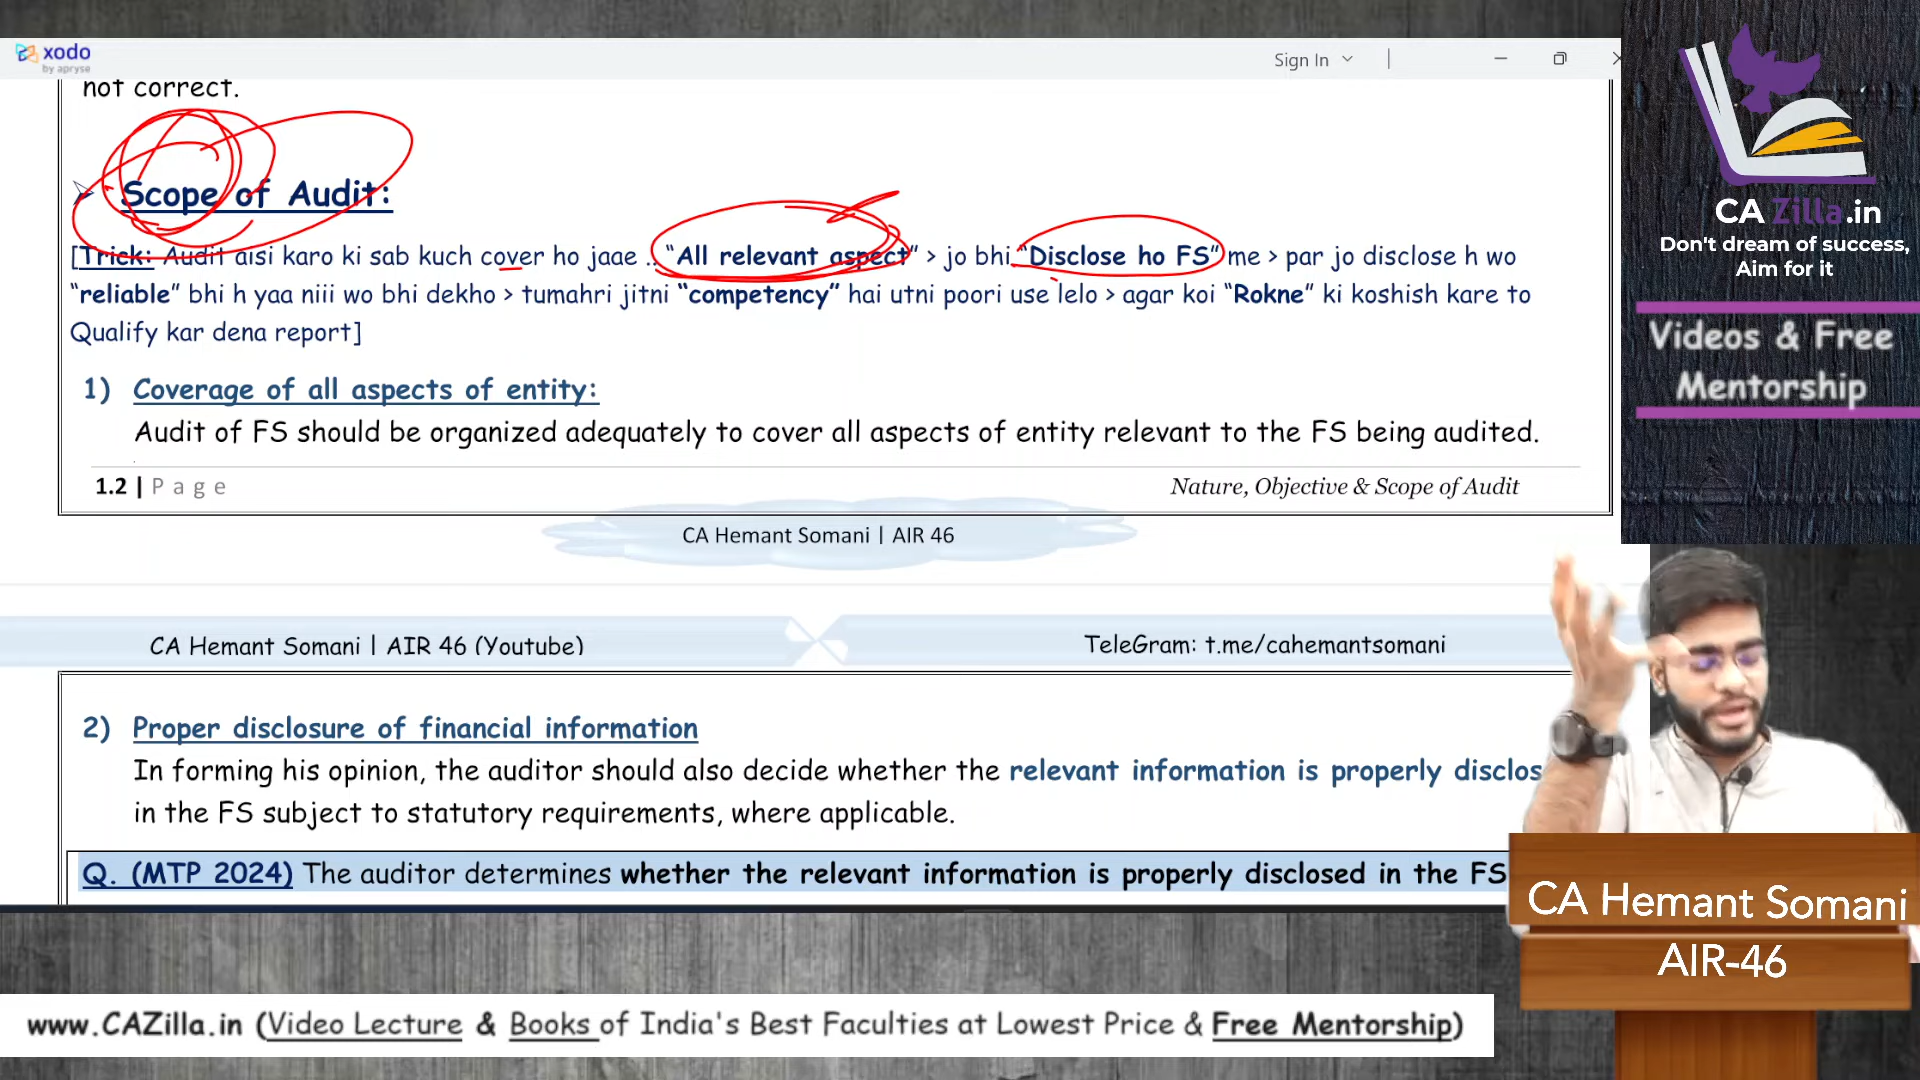 xodo
by apryse
Sign In
not correct.
Scope of Audit:
[Trick: Audit aisi karo ki sab kuch cover ho jaae .. “All relevant aspect” > jo bhi “Disclose ho FS” me > par jo disclose h wo
“reliable” bhi h yaa niii wo bhi dekho > tumahri jitni “competency” hai utni poori use lelo > agar koi “Rokne” ki koshish kare to
Qualify kar dena report]
1) Coverage of all aspects of entity:
Audit of FS should be organized adequately to cover all aspects of entity relevant to the FS being audited.
1.2 | Page
Nature, Objective & Scope of Audit
CA Hemant Somani | AIR 46
CA Hemant Somani | AIR 46 (Youtube)
TeleGram: t.me/cahemantsomani
2) Proper disclosure of financial information
In forming his opinion, the auditor should also decide whether the relevant information is properly disclos
in the FS subject to statutory requirements, where applicable.
Q. (MTP 2024) The auditor determines whether the relevant information is properly disclosed in the FS
CA Zilla.in
Don't dream of success,
Aim for it
Videos & Free
Mentorship
CA Hemant Somani
AIR-46
www.CAZilla.in (Video Lecture & Books of India's Best Faculties at Lowest Price & Free Mentorship)